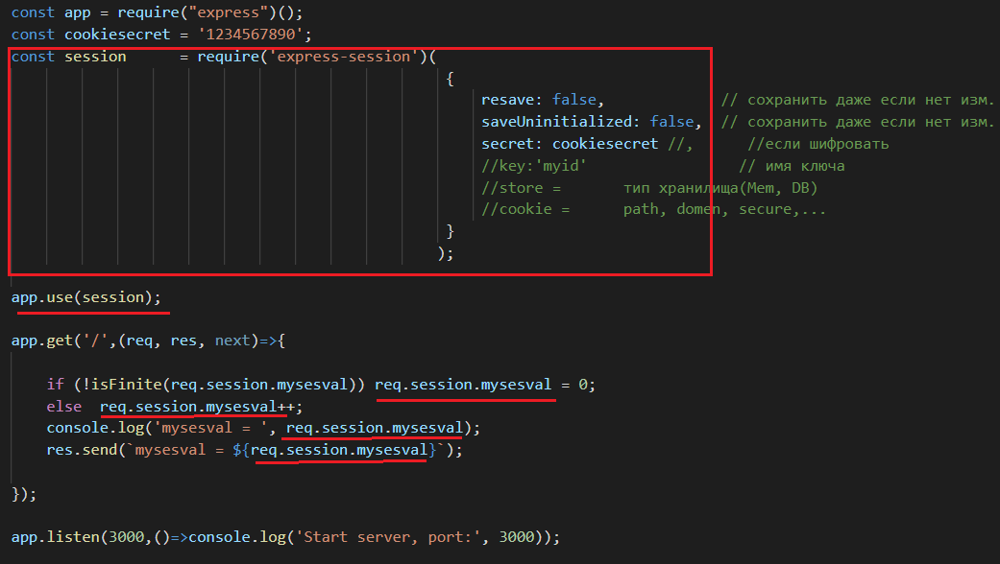 const app = require("express")();
const cookiesecret = '1234567890';
const session = require('express-session')(
{
resave: false, // сохранить даже если нет изм.
saveUninitialized: false, // сохранить даже если нет изм.
secret: cookiesecret //, //если шифровать
//key:'myid' // имя ключа
//store = тип хранилища(Mem, DB)
//cookie = path, domen, secure,...
}
);
app.use(session);
app.get('/',(req, res, next)=>{
if (!isFinite(req.session.mysesval)) req.session.mysesval = 0;
else req.session.mysesval++;
console.log('mysesval = ', req.session.mysesval);
res.send(`mysesval = ${req.session.mysesval}`);
});
app.listen(3000,()=>console.log('Start server, port:', 3000));